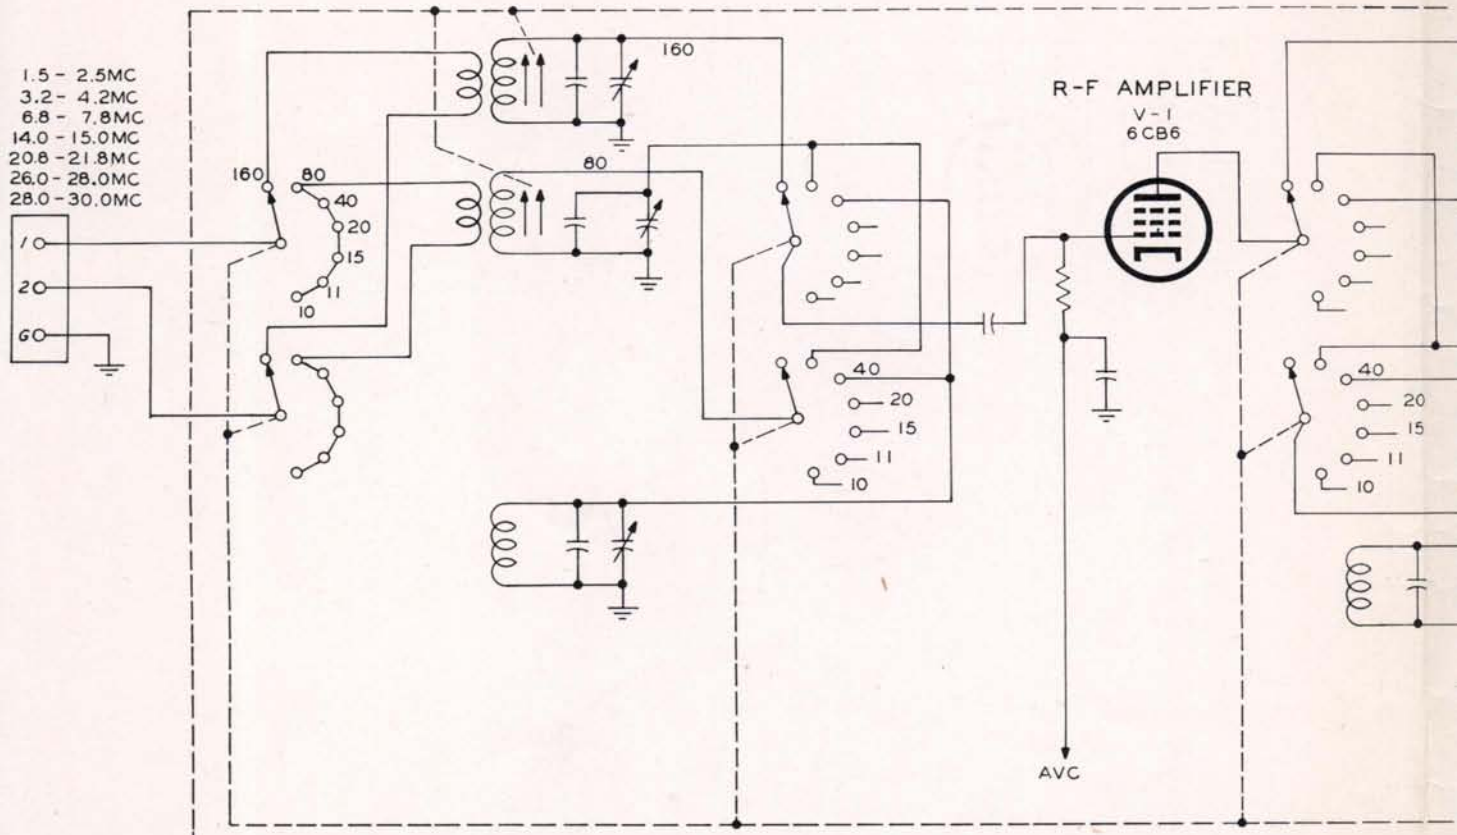 1.5 - 2.5MC
3.2 - 4.2MC
6.8 - 7.8MC
14.0 - 15.0MC
20.8 - 21.8MC
26.0 - 28.0MC
28.0 - 30.0MC
1
2
G
160
80
40
20
15
11
10
160
80
40
20
15
11
10
R-F AMPLIFIER
V-1
6CB6
AVC
40
20
15
11
10